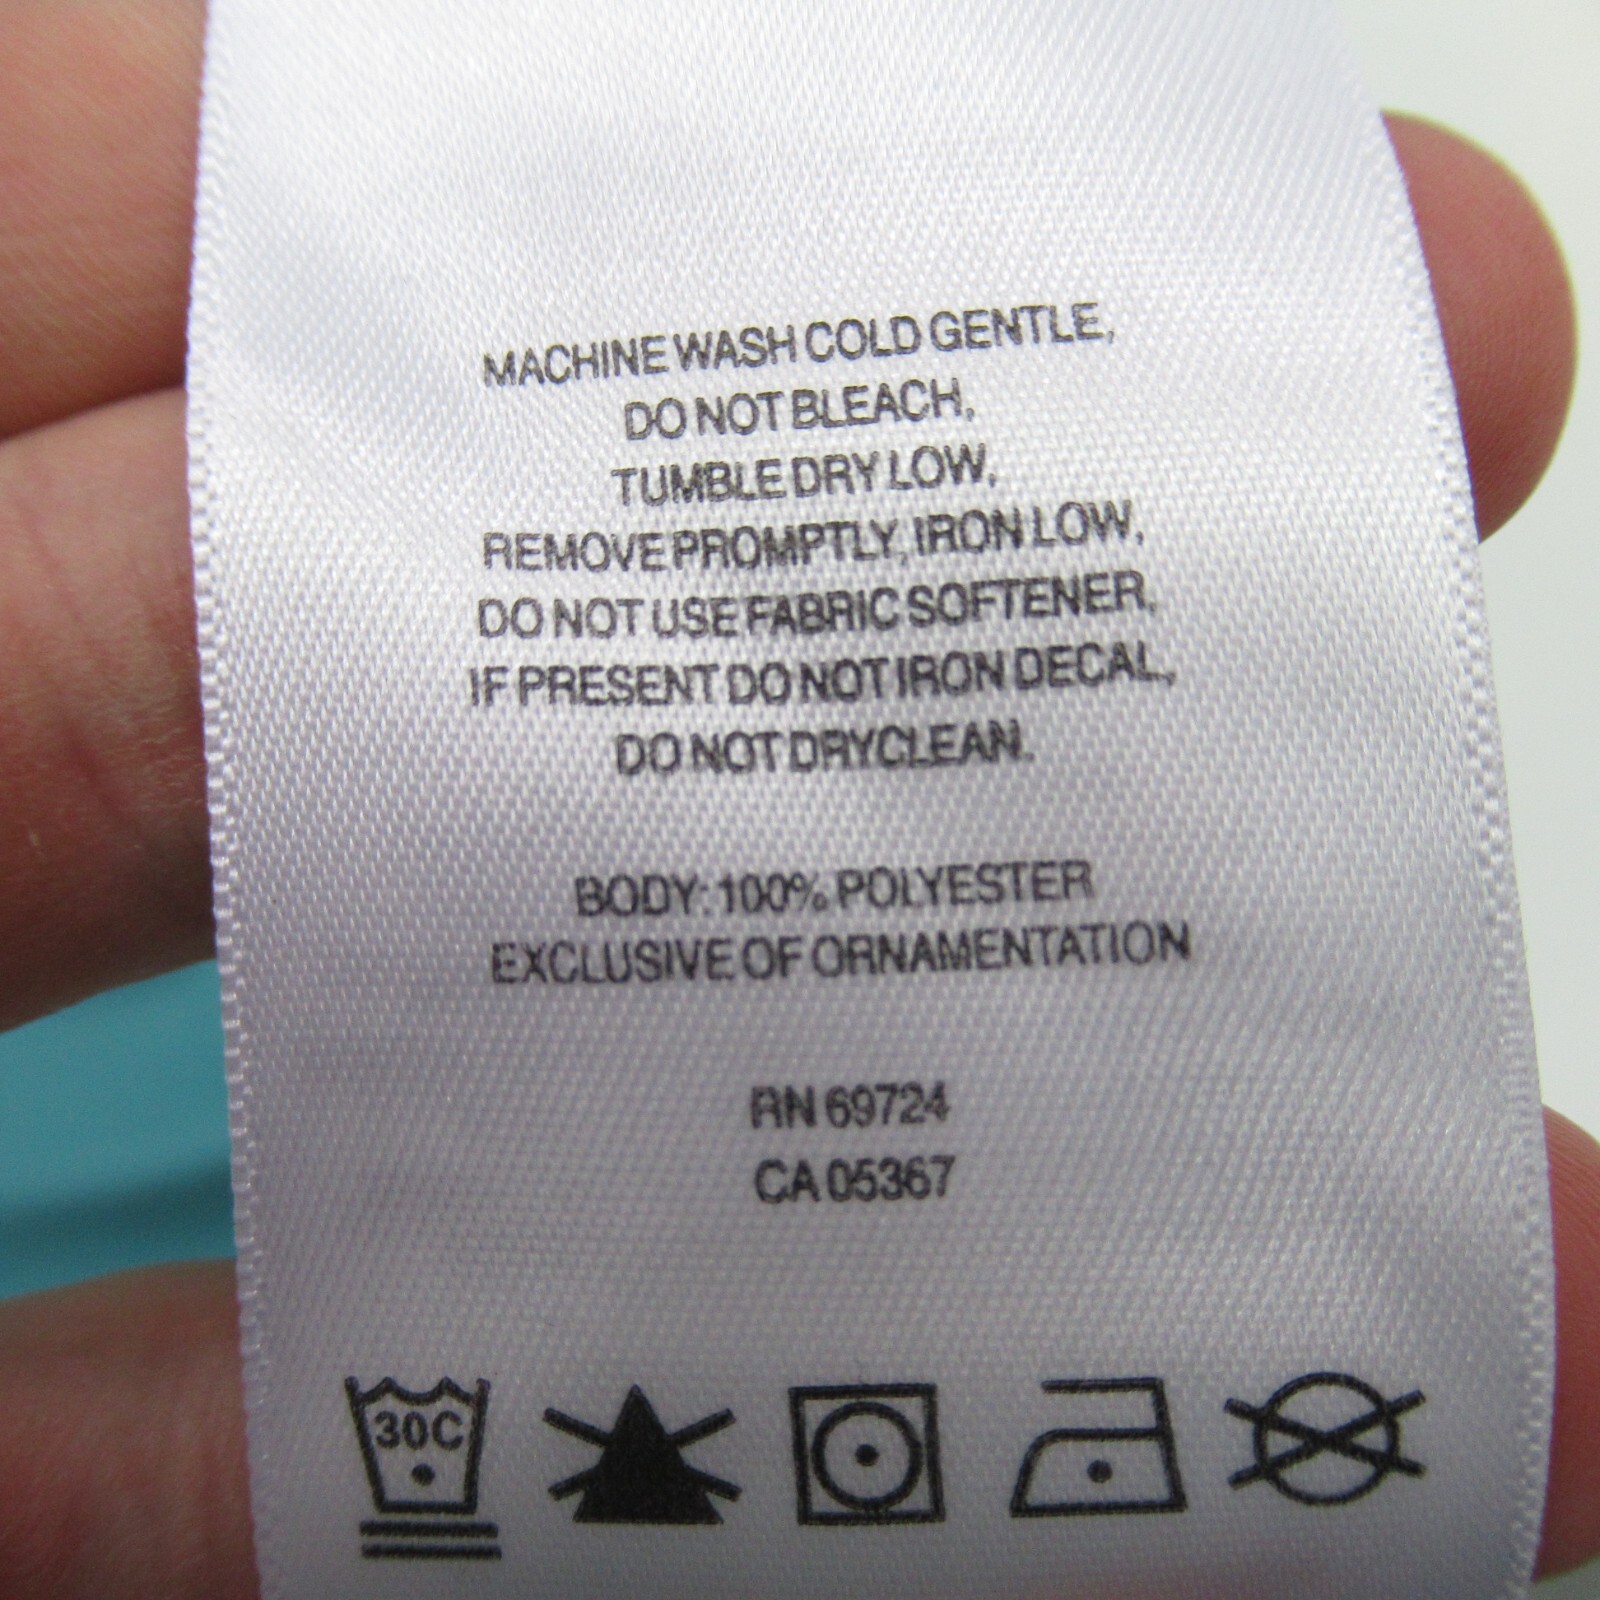 MACHINE WASH COLD GENTLE,
DO NOT BLEACH,
TUMBLE DRY LOW,
REMOVE PROMPTLY, IRON LOW,
DO NOT USE FABRIC SOFTENER,
IF PRESENT DO NOT IRON DECAL,
DO NOT DRYCLEAN.
BODY: 100% POLYESTER
EXCLUSIVE OF ORNAMENTATION
RN 69724
CA 05367
30C